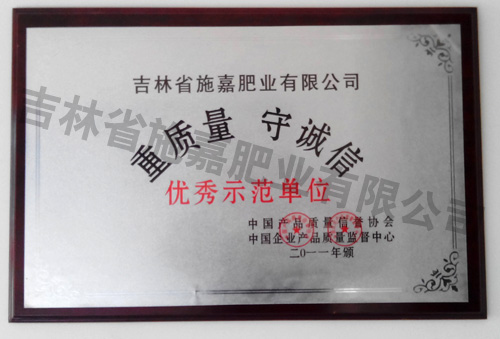 吉林省施嘉肥业有限公司
重质量 守诚信
优秀示范单位
中国产品质量信誉协会
中国企业产品质量监督中心
二0一一年颁
吉林省施嘉肥业有限公司